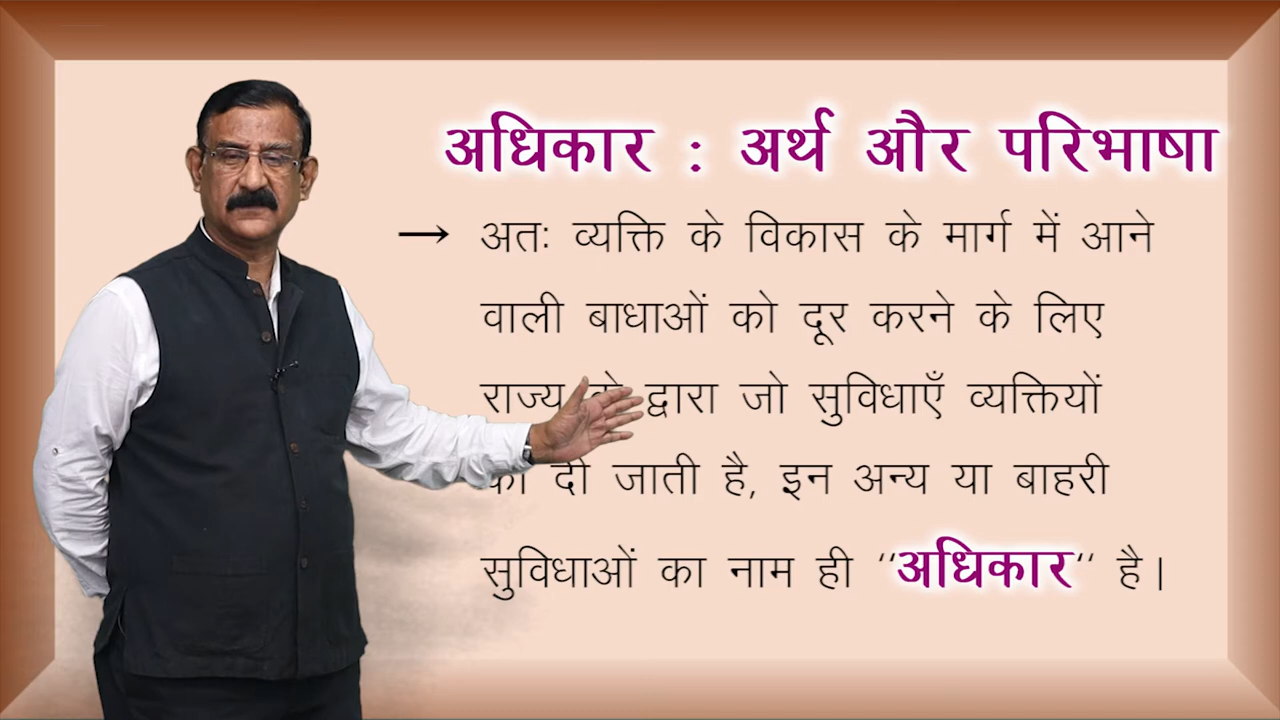 अधिकार : अर्थ और परिभाषा
→ अतः व्यक्ति के विकास के मार्ग में आने
वाली बाधाओं को दूर करने के लिए
राज्य के द्वारा जो सुविधाएँ व्यक्तियों
को दी जाती है, इन अन्य या बाहरी
सुविधाओं का नाम ही ‘‘अधिकार‘‘ है।